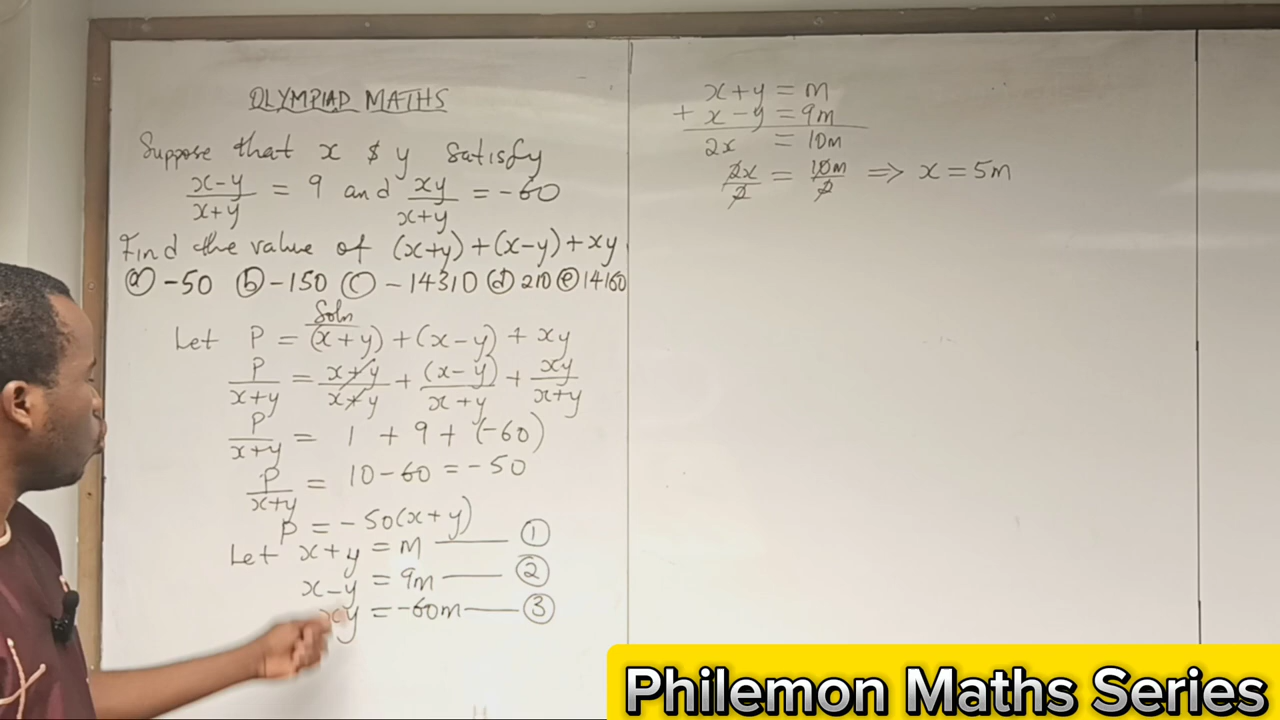 OLYMPIAD MATHS
Suppose that x & y satisfy
x-y/x+y = 9 and xy/x+y = -60
Find the value of (x+y)+(x-y)+xy
ⓐ -50 ⓑ -150 ⓒ -14310 ⓓ 210 ⓔ 14160
Soln
Let P = (x+y)+(x-y)+xy
P/x+y = x+y/x+y + (x-y)/x+y + xy/x+y
P/x+y = 1 + 9 + (-60)
P/x+y = 10-60 = -50
P = -50(x+y)
Let x+y = m —— ①
x-y = 9m —— ②
xy = -60m —— ③
x+y = m
+ x-y = 9m
2x = 10m
2x/2 = 10m/2 ⇒ x = 5m
Philemon Maths Series